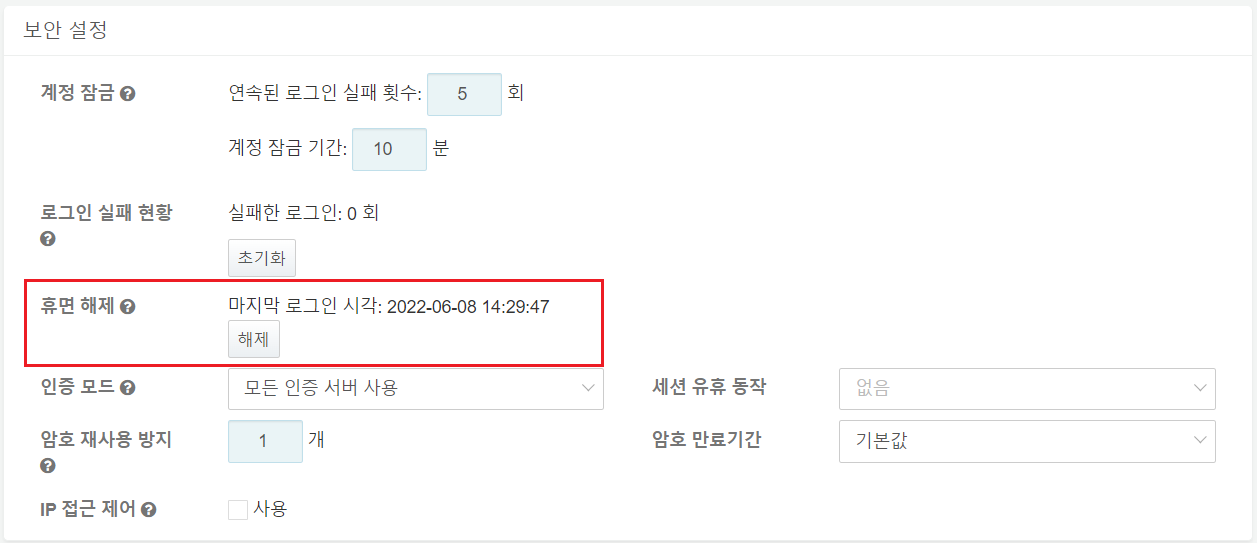 보안 설정
계정 잠금 연속된 로그인 실패 횟수: 5 회
계정 잠금 기간: 10 분
로그인 실패 현황 실패한 로그인: 0 회
초기화
휴면 해제 마지막 로그인 시각: 2022-06-08 14:29:47
해제
인증 모드 모든 인증 서버 사용 세션 유휴 동작 없음
암호 재사용 방지 1 개 암호 만료기간 기본값
IP 접근 제어 사용